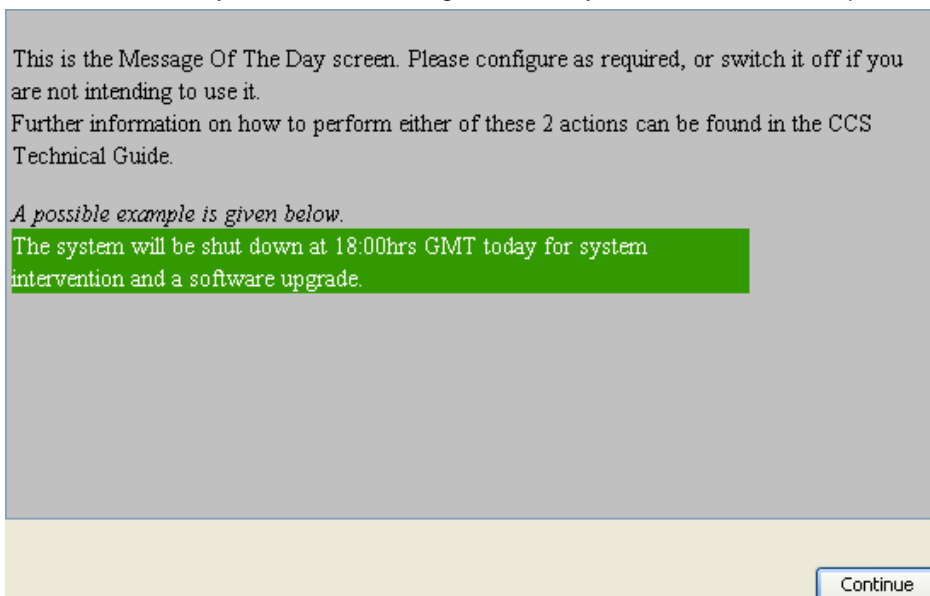 This is the Message Of The Day screen. Please configure as required, or switch it off if you
are not intending to use it.
Further information on how to perform either of these 2 actions can be found in the CCS
Technical Guide.
A possible example is given below.
The system will be shut down at 18:00hrs GMT today for system
intervention and a software upgrade.
Continue